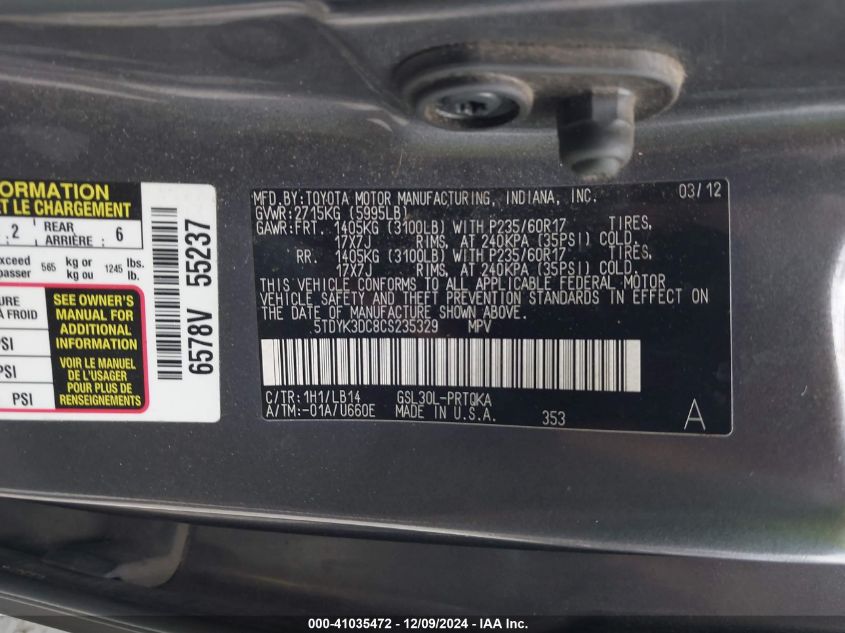 ORMATION
ET LE CHARGEMENT
2 REAR ARRIÈRE: 6
xceed 565 kg or 1245 lbs.
passer kg ou lb.
URE
À FROID
PSI
PSI
PSI
SEE OWNER'S
MANUAL FOR
ADDITIONAL
INFORMATION
VOIR LE MANUEL
DE L'USAGER
POUR PLUS DE
RENSEIGNEMENTS
6578V 55237
MFD.BY:TOYOTA MOTOR MANUFACTURING, INDIANA, INC. 03/12
GVWR:2715KG (5995LB)
GAWR:FRT. 1405KG (3100LB) WITH P235/60R17 TIRES,
17X7J RIMS, AT 240KPA (35PSI) COLD.
RR. 1405KG (3100LB) WITH P235/60R17 TIRES,
17X7J RIMS, AT 240KPA (35PSI) COLD.
THIS VEHICLE CONFORMS TO ALL APPLICABLE FEDERAL MOTOR
VEHICLE SAFETY AND THEFT PREVENTION STANDARDS IN EFFECT ON
THE DATE OF MANUFACTURE SHOWN ABOVE.
5TDYK3DC8CS235329 MPV
C/TR:1H1/LB14 GSL30L-PRTQKA
A/TM:-01A/U660E MADE IN U.S.A. 353 A
000-41035472 - 12/09/2024 - IAA Inc.